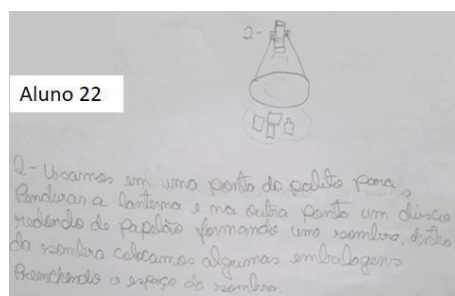 2-
Aluno 22
2- Usamos em uma ponta do palito para
Pendurar a lanterna e na outra ponta um disco
redondo de Papelão formando uma sombra, dentro
da sombra colocamos algumas embalagens
Preenchendo o espaço da sombra.